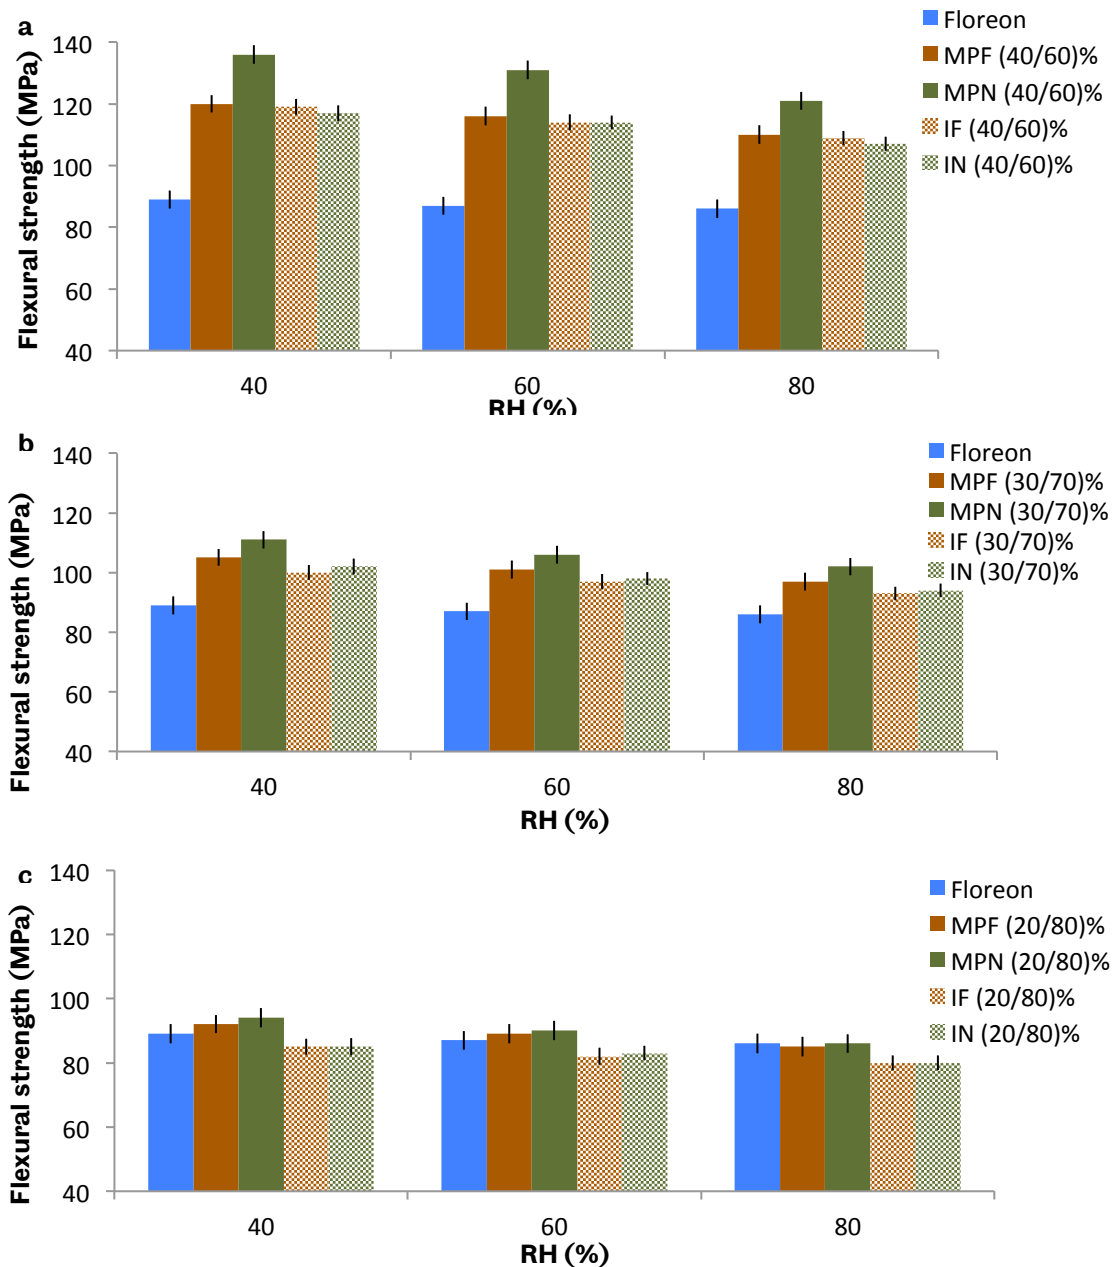 a
Flexural strength (MPa)
140
120
100
80
60
40
40
60
80
RH (%)
Floreon
MPF (40/60)%
MPN (40/60)%
IF (40/60)%
IN (40/60)%
b
Flexural strength (MPa)
140
120
100
80
60
40
40
60
80
RH (%)
Floreon
MPF (30/70)%
MPN (30/70)%
IF (30/70)%
IN (30/70)%
c
Flexural strength (MPa)
140
120
100
80
60
40
40
60
80
RH (%)
Floreon
MPF (20/80)%
MPN (20/80)%
IF (20/80)%
IN (20/80)%